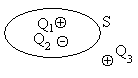 Q₁⊕ S
Q₂ ⊖
⊕ Q₃